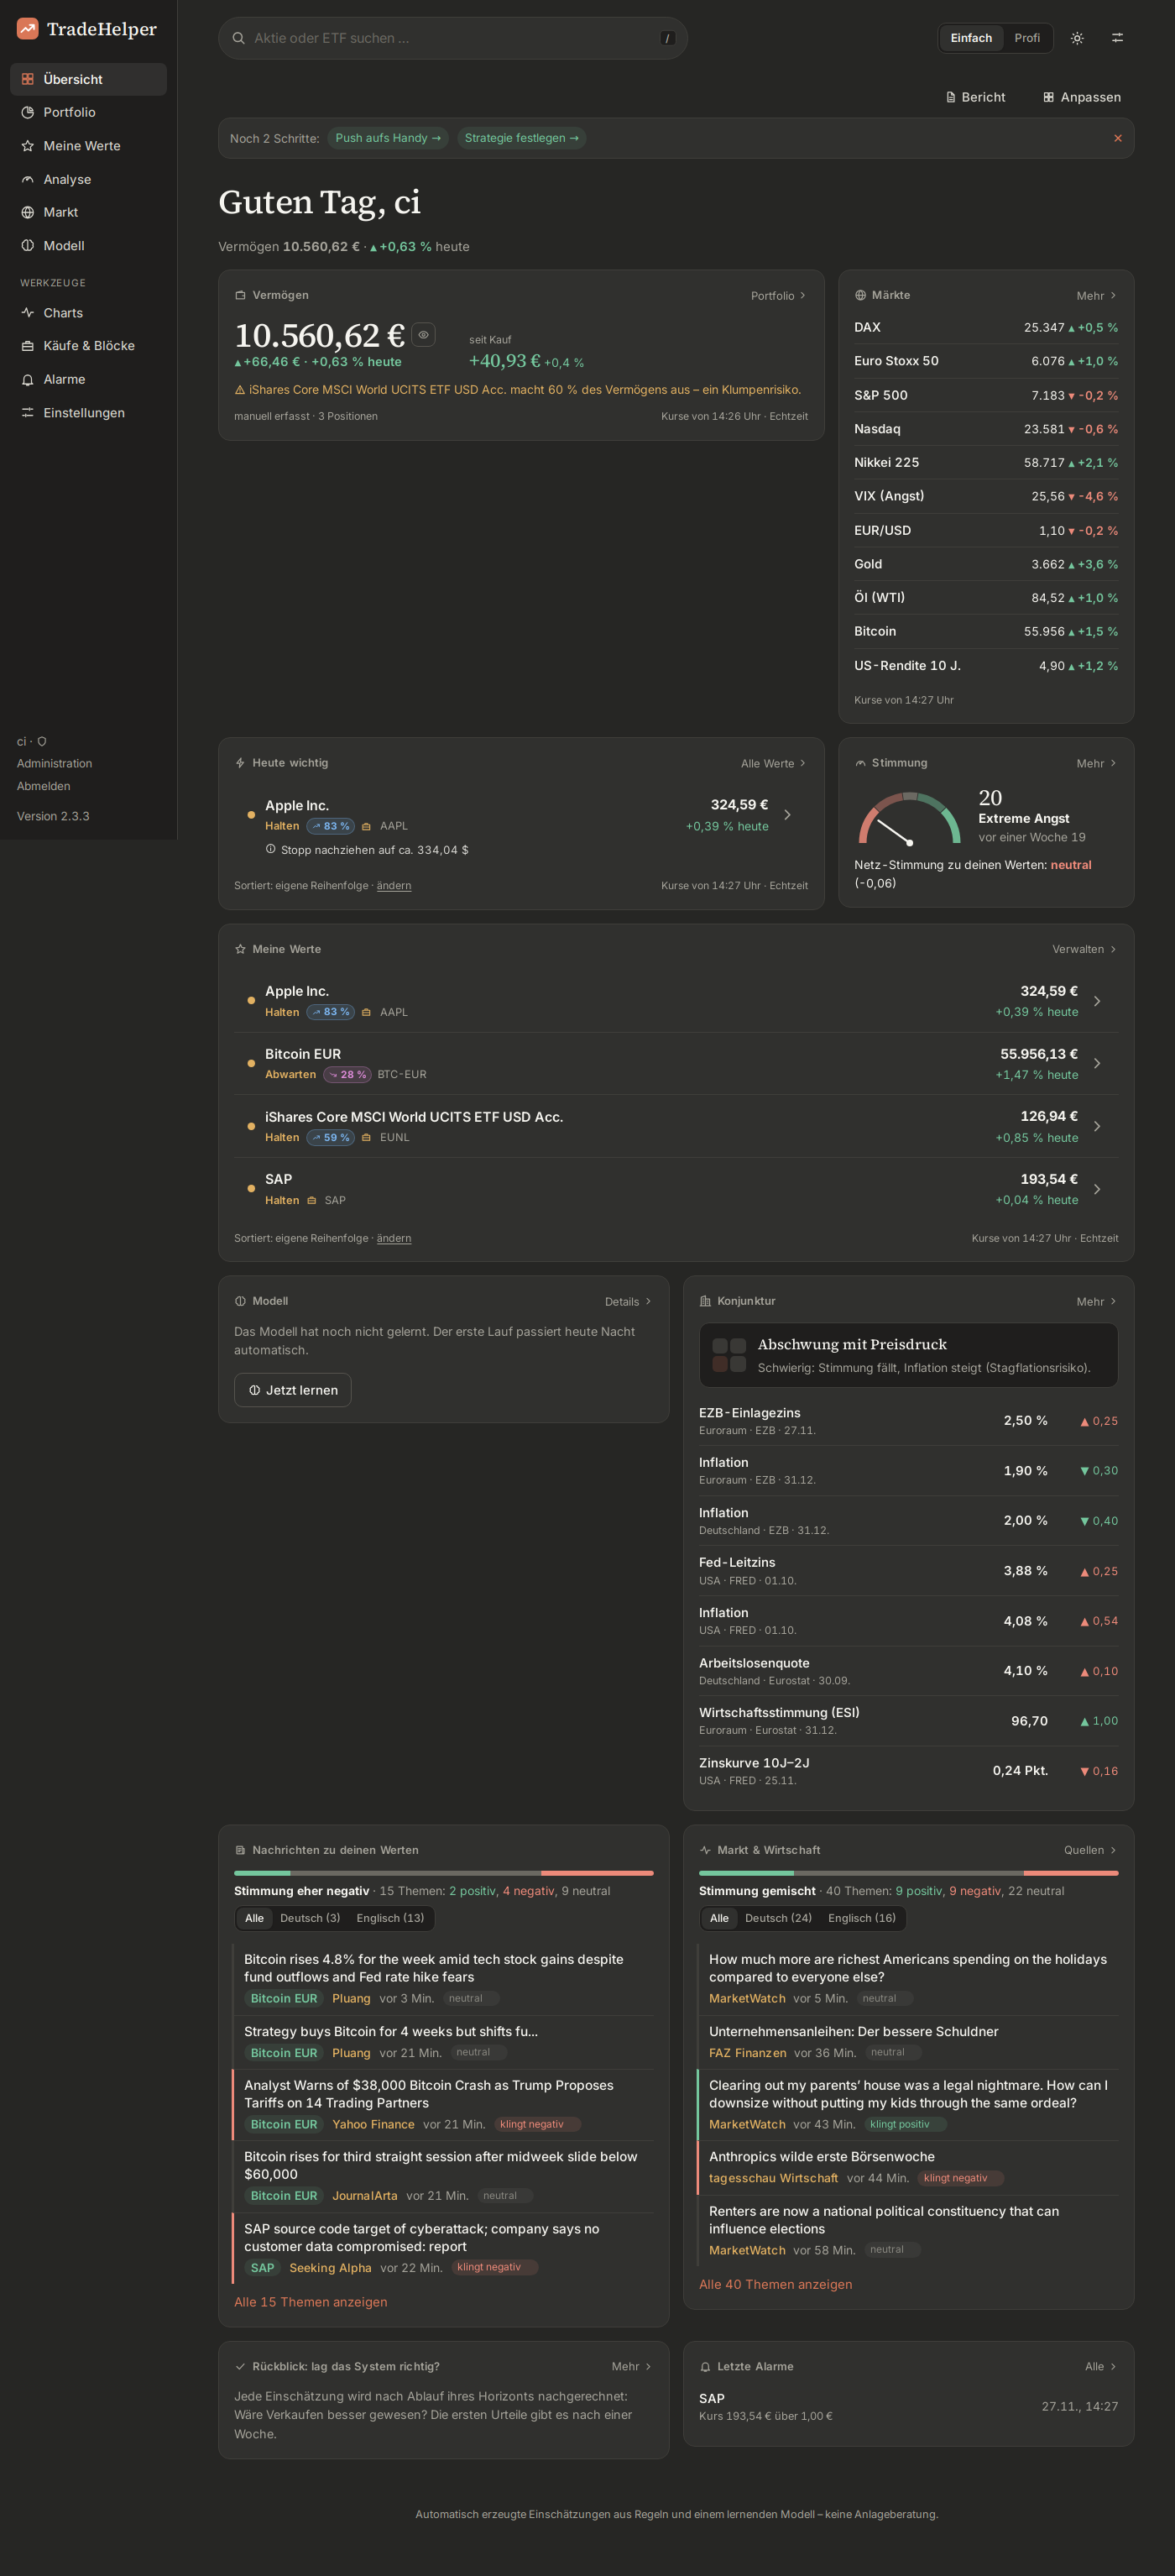 TradeHelper
Übersicht
Portfolio
Meine Werte
Analyse
Markt
Modell
WERKZEUGE
Charts
Käufe & Blöcke
Alarme
Einstellungen
ci ·
Administration
Abmelden
Version 2.3.3
Aktie oder ETF suchen ... /
Einfach Profi
Bericht Anpassen
Noch 2 Schritte: Push aufs Handy → Strategie festlegen → ×
Guten Tag, ci
Vermögen 10.560,62 € · ▴ +0,63 % heute
Vermögen Portfolio >
10.560,62 €
▴ +66,46 € · +0,63 % heute
seit Kauf
+40,93 € +0,4 %
⚠ iShares Core MSCI World UCITS ETF USD Acc. macht 60 % des Vermögens aus – ein Klumpenrisiko.
manuell erfasst · 3 Positionen Kurse von 14:26 Uhr · Echtzeit
Märkte Mehr >
DAX 25.347 ▴ +0,5 %
Euro Stoxx 50 6.076 ▴ +1,0 %
S&P 500 7.183 ▾ -0,2 %
Nasdaq 23.581 ▾ -0,6 %
Nikkei 225 58.717 ▴ +2,1 %
VIX (Angst) 25,56 ▾ -4,6 %
EUR/USD 1,10 ▾ -0,2 %
Gold 3.662 ▴ +3,6 %
Öl (WTI) 84,52 ▴ +1,0 %
Bitcoin 55.956 ▴ +1,5 %
US-Rendite 10 J. 4,90 ▴ +1,2 %
Kurse von 14:27 Uhr
Heute wichtig Alle Werte >
Apple Inc. 324,59 €
Halten 83 % AAPL +0,39 % heute
Stopp nachziehen auf ca. 334,04 $
Sortiert: eigene Reihenfolge · ändern Kurse von 14:27 Uhr · Echtzeit
Stimmung Mehr >
20
Extreme Angst
vor einer Woche 19
Netz-Stimmung zu deinen Werten: neutral
(-0,06)
Meine Werte Verwalten >
Apple Inc. 324,59 €
Halten 83 % AAPL +0,39 % heute
Bitcoin EUR 55.956,13 €
Abwarten 28 % BTC-EUR +1,47 % heute
iShares Core MSCI World UCITS ETF USD Acc. 126,94 €
Halten 59 % EUNL +0,85 % heute
SAP 193,54 €
Halten SAP +0,04 % heute
Sortiert: eigene Reihenfolge · ändern Kurse von 14:27 Uhr · Echtzeit
Modell Details >
Das Modell hat noch nicht gelernt. Der erste Lauf passiert heute Nacht
automatisch.
Jetzt lernen
Konjunktur Mehr >
Abschwung mit Preisdruck
Schwierig: Stimmung fällt, Inflation steigt (Stagflationsrisiko).
EZB-Einlagezins 2,50 % ▲ 0,25
Euroraum · EZB · 27.11.
Inflation 1,90 % ▼ 0,30
Euroraum · EZB · 31.12.
Inflation 2,00 % ▼ 0,40
Deutschland · EZB · 31.12.
Fed-Leitzins 3,88 % ▲ 0,25
USA · FRED · 01.10.
Inflation 4,08 % ▲ 0,54
USA · FRED · 01.10.
Arbeitslosenquote 4,10 % ▲ 0,10
Deutschland · Eurostat · 30.09.
Wirtschaftsstimmung (ESI) 96,70 ▲ 1,00
Euroraum · Eurostat · 31.12.
Zinskurve 10J–2J 0,24 Pkt. ▼ 0,16
USA · FRED · 25.11.
Nachrichten zu deinen Werten
Stimmung eher negativ · 15 Themen: 2 positiv, 4 negativ, 9 neutral
Alle Deutsch (3) Englisch (13)
Bitcoin rises 4.8% for the week amid tech stock gains despite
fund outflows and Fed rate hike fears
Bitcoin EUR Pluang vor 3 Min. neutral
Strategy buys Bitcoin for 4 weeks but shifts fu...
Bitcoin EUR Pluang vor 21 Min. neutral
Analyst Warns of $38,000 Bitcoin Crash as Trump Proposes
Tariffs on 14 Trading Partners
Bitcoin EUR Yahoo Finance vor 21 Min. klingt negativ
Bitcoin rises for third straight session after midweek slide below
$60,000
Bitcoin EUR JournalArta vor 21 Min. neutral
SAP source code target of cyberattack; company says no
customer data compromised: report
SAP Seeking Alpha vor 22 Min. klingt negativ
Alle 15 Themen anzeigen
Markt & Wirtschaft Quellen >
Stimmung gemischt · 40 Themen: 9 positiv, 9 negativ, 22 neutral
Alle Deutsch (24) Englisch (16)
How much more are richest Americans spending on the holidays
compared to everyone else?
MarketWatch vor 5 Min. neutral
Unternehmensanleihen: Der bessere Schuldner
FAZ Finanzen vor 36 Min. neutral
Clearing out my parents’ house was a legal nightmare. How can I
downsize without putting my kids through the same ordeal?
MarketWatch vor 43 Min. klingt positiv
Anthropics wilde erste Börsenwoche
tagesschau Wirtschaft vor 44 Min. klingt negativ
Renters are now a national political constituency that can
influence elections
MarketWatch vor 58 Min. neutral
Alle 40 Themen anzeigen
Rückblick: lag das System richtig? Mehr >
Jede Einschätzung wird nach Ablauf ihres Horizonts nachgerechnet:
Wäre Verkaufen besser gewesen? Die ersten Urteile gibt es nach einer
Woche.
Letzte Alarme Alle >
SAP 27.11., 14:27
Kurs 193,54 € über 1,00 €
Automatisch erzeugte Einschätzungen aus Regeln und einem lernenden Modell – keine Anlageberatung.